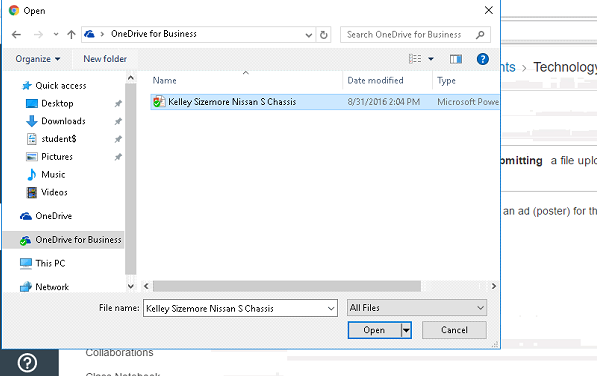 Open
OneDrive for Business
Search OneDrive for Business
Organize
New folder
?
nts > Technology
Name
Date modified
Type
Quick access
Desktop
Kelley Sizemore Nissan S Chassis
8/31/2016 2:04 PM
Microsoft Powe
Downloads
student$
Pictures
Music
Videos
OneDrive
OneDrive for Business
This PC
Network
bmitting a file uplo
an ad (poster) for th
File name:
Kelley Sizemore Nissan S Chassis
All Files
Open
Cancel
Collaborations
Class Notebook
?